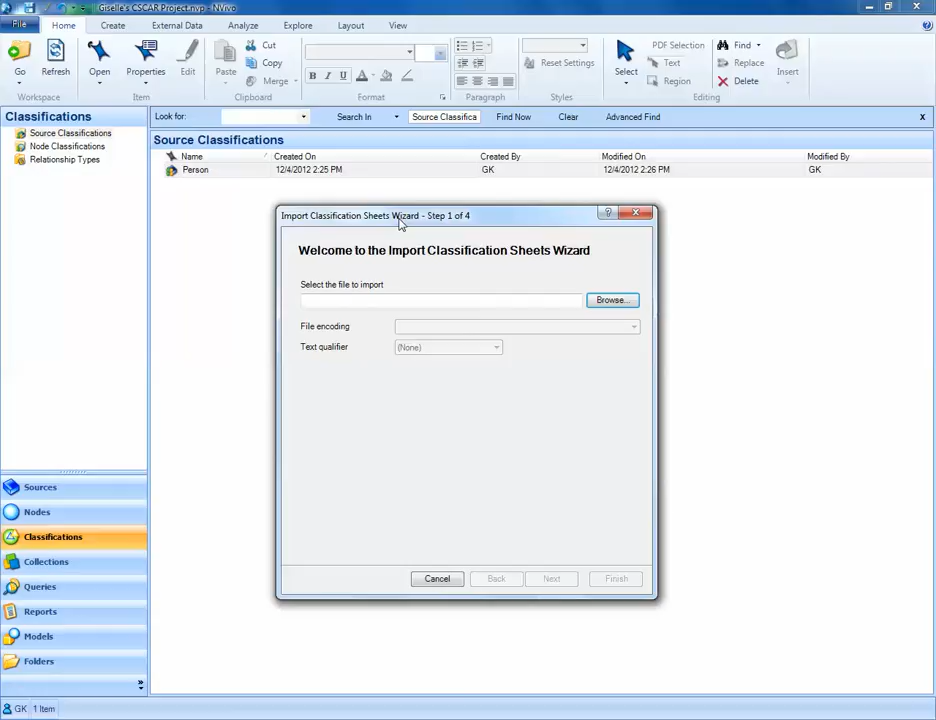 Giselle's CSCAR Project.nvp - NVivo
File Home Create External Data Analyze Explore Layout View
Go Refresh Open Properties Edit Paste Cut Copy Merge
B I U A
Reset Settings
Select PDF Selection Text Region
Find Replace Delete Insert
Workspace Item Clipboard Format Paragraph Styles Editing
Classifications
Look for: Search In Source Classifica Find Now Clear Advanced Find x
Source Classifications
Node Classifications
Relationship Types
Source Classifications
Name Created On Created By Modified On Modified By
Person 12/4/2012 2:25 PM GK 12/4/2012 2:26 PM GK
Import Classification Sheets Wizard - Step 1 of 4
Welcome to the Import Classification Sheets Wizard
Select the file to import
Browse...
File encoding
Text qualifier (None)
Cancel Back Next Finish
Sources
Nodes
Classifications
Collections
Queries
Reports
Models
Folders
GK 1 Item